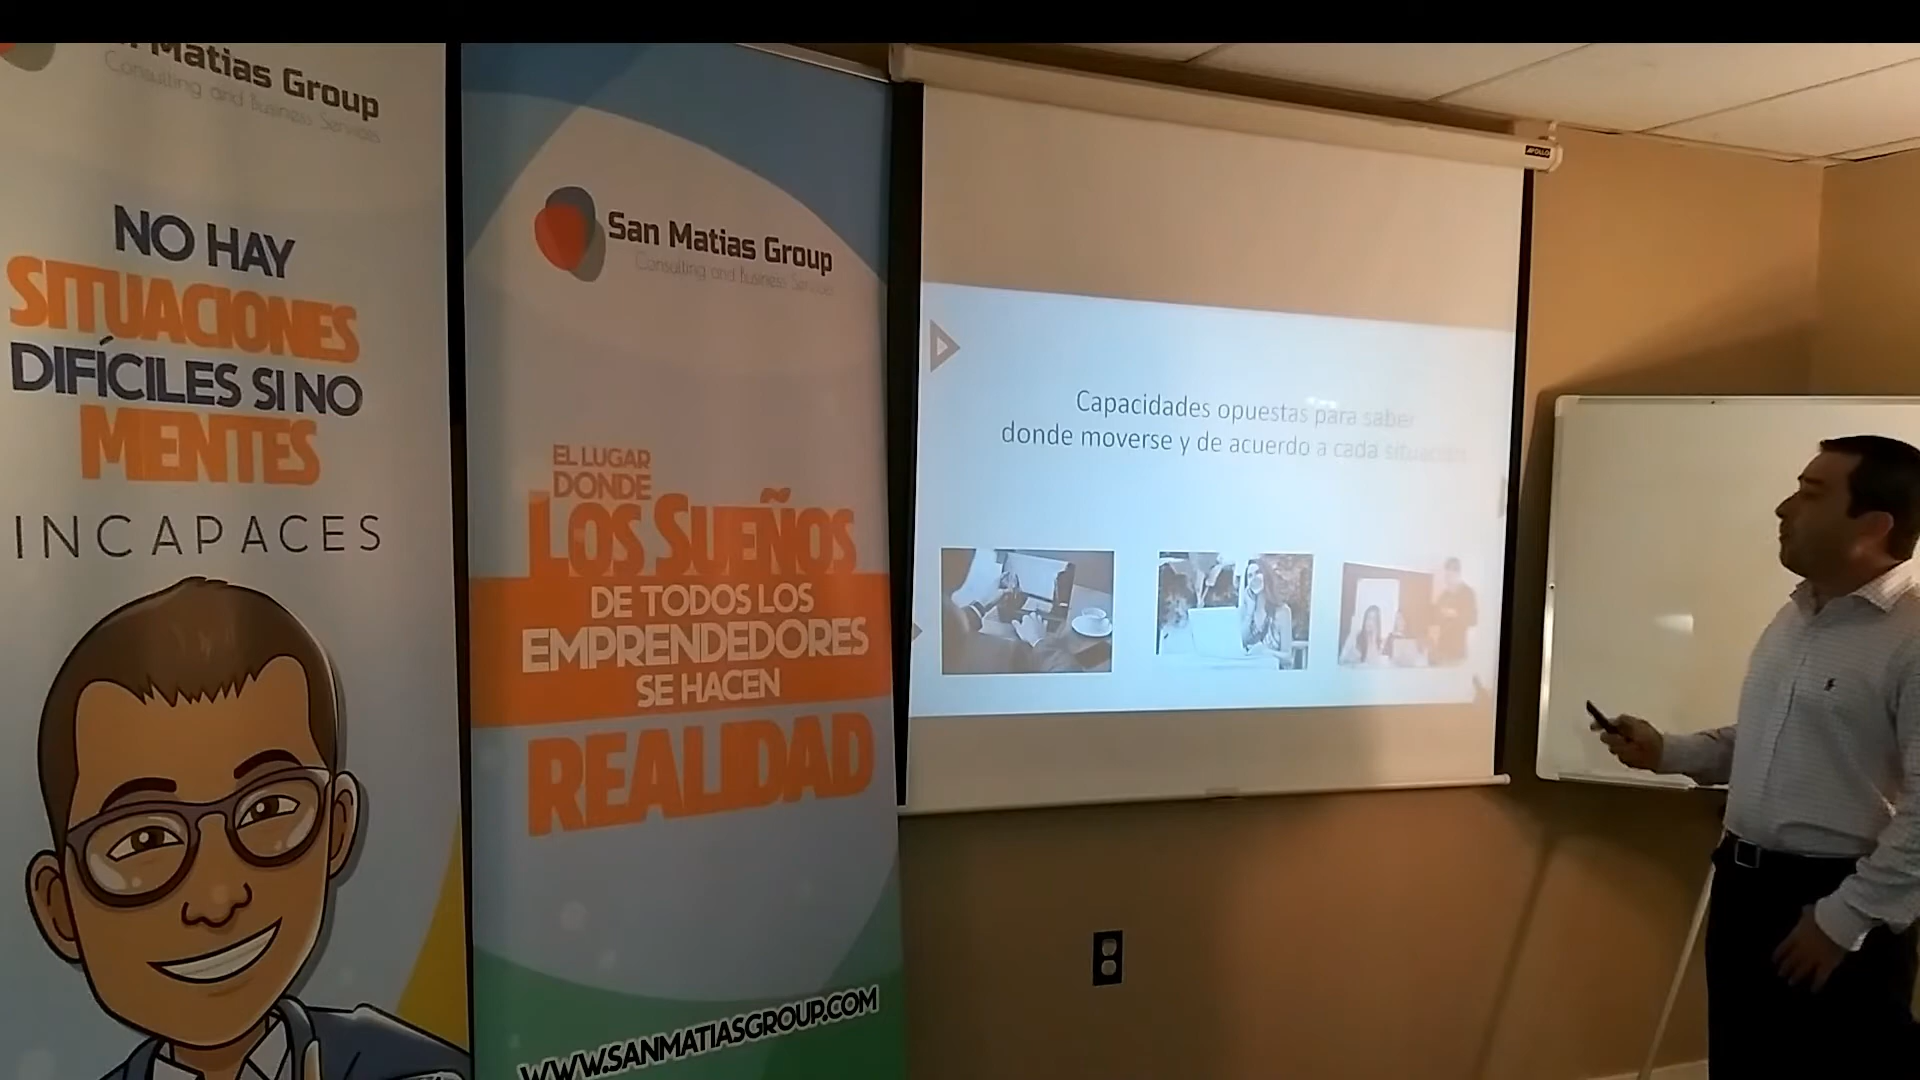 Matias Group
Consulting and Business Services
NO HAY
SITUACIONES
DIFÍCILES SI NO
MENTES
INCAPACES
San Matias Group
Consulting and Business Services
EL LUGAR
DONDE
LOS SUEÑOS
DE TODOS LOS
EMPRENDEDORES
SE HACEN
REALIDAD
WWW.SANMATIASGROUP.COM
APOLLO
Capacidades opuestas para saber
donde moverse y de acuerdo a cada situación